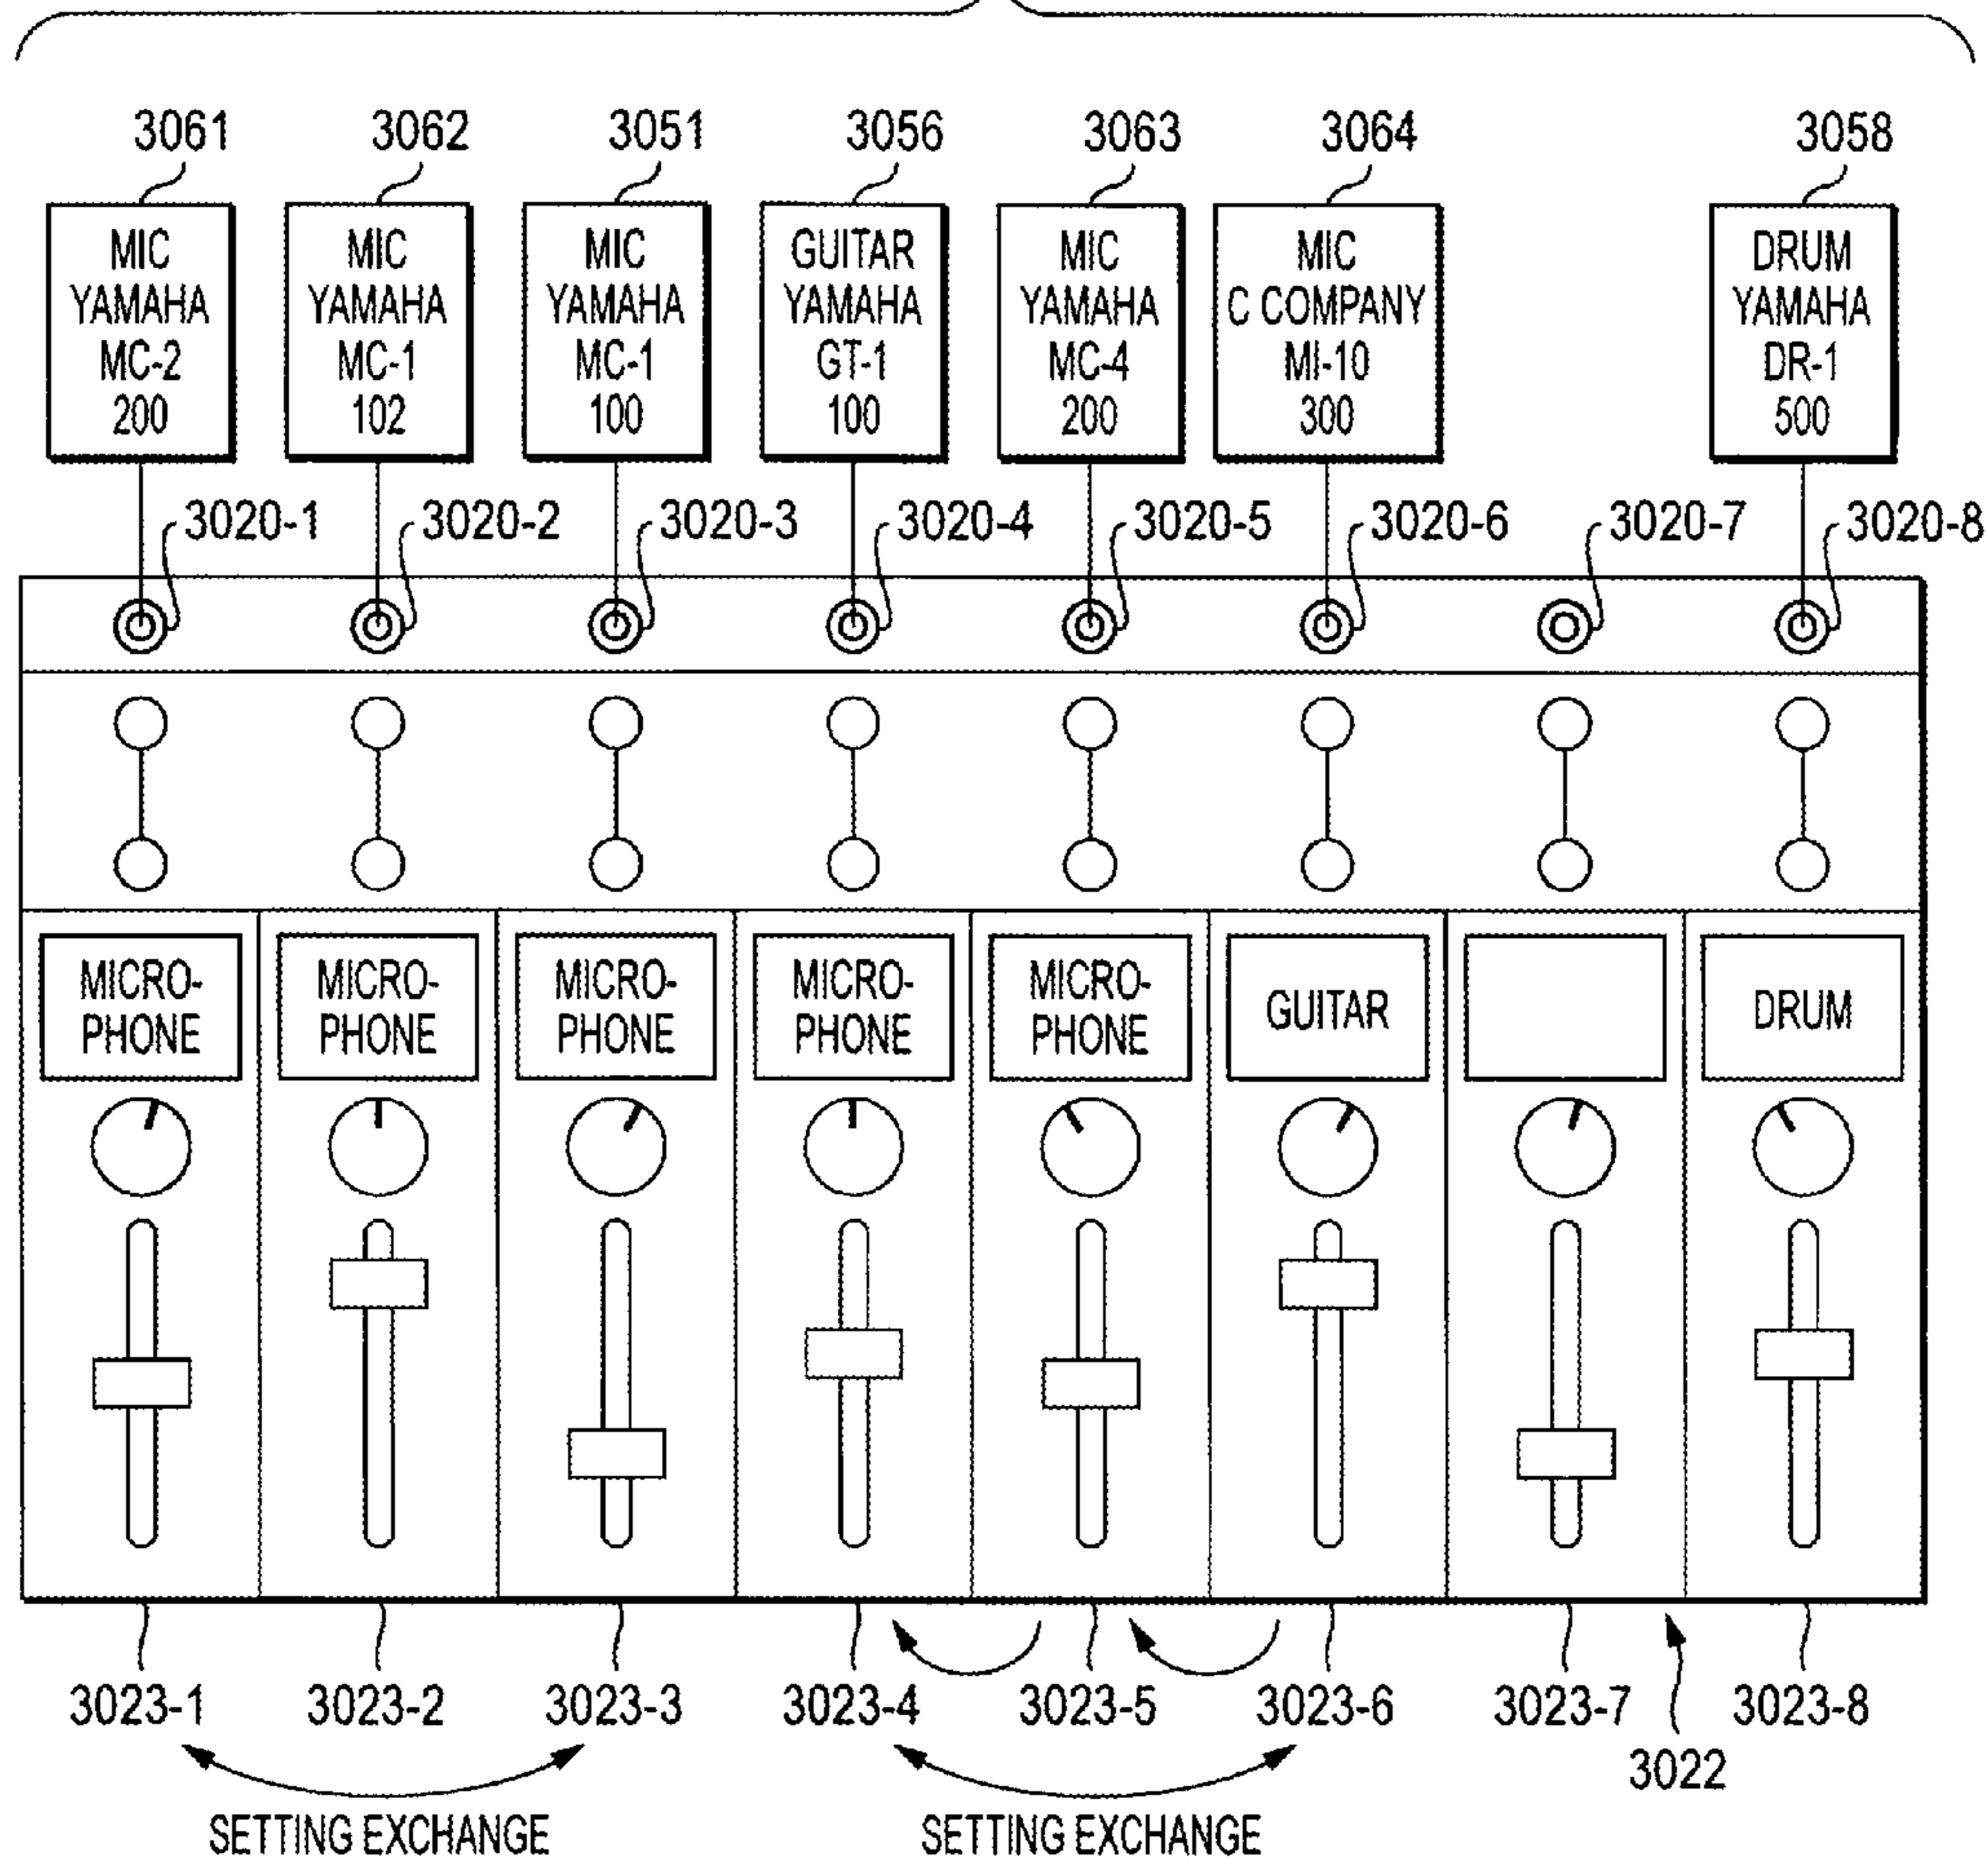 3061 3062 3051 3056 3063 3064 3058
MIC
YAMAHA
MC-2
200
MIC
YAMAHA
MC-1
102
MIC
YAMAHA
MC-1
100
GUITAR
YAMAHA
GT-1
100
MIC
YAMAHA
MC-4
200
MIC
C COMPANY
MI-10
300
DRUM
YAMAHA
DR-1
500
3020-1 3020-2 3020-3 3020-4 3020-5 3020-6 3020-7 3020-8
MICRO-
PHONE
MICRO-
PHONE
MICRO-
PHONE
MICRO-
PHONE
MICRO-
PHONE
GUITAR
DRUM
3023-1 3023-2 3023-3 3023-4 3023-5 3023-6 3023-7 3023-8
3022
SETTING EXCHANGE SETTING EXCHANGE